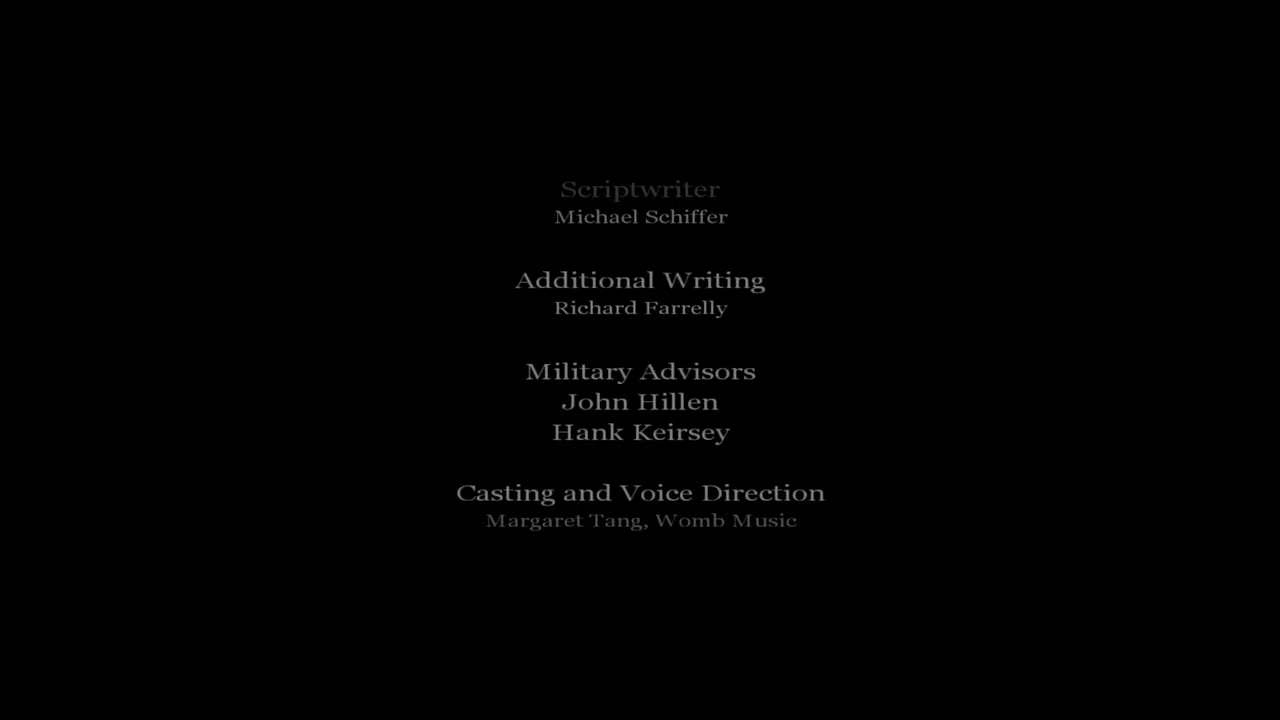 Scriptwriter
Michael Schiffer
Additional Writing
Richard Farrelly
Military Advisors
John Hillen
Hank Keirsey
Casting and Voice Direction
Margaret Tang, Womb Music